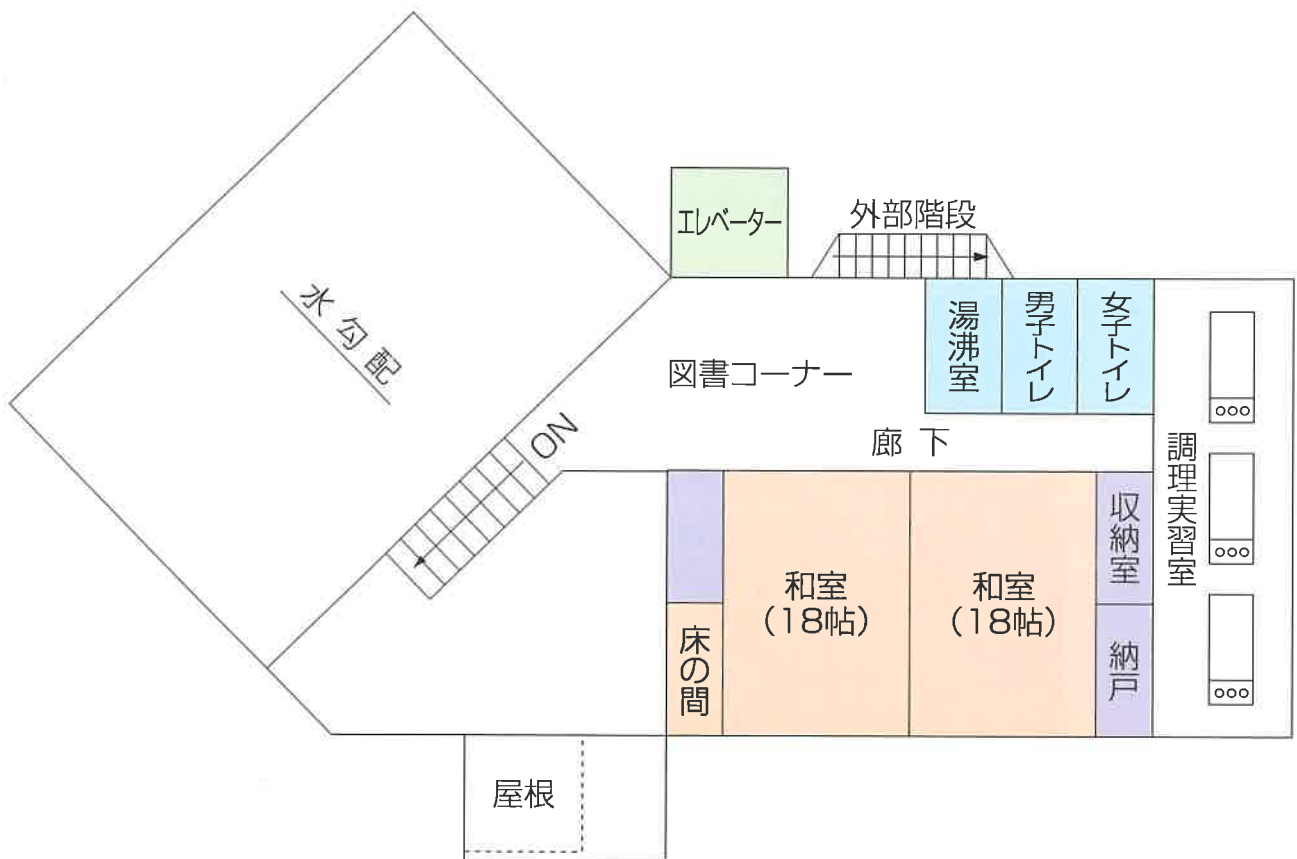 エレベーター
外部階段
水勾配
湯沸室
男子トイレ
女子トイレ
図書コーナー
廊下
ON
調理実習室
収納室
和室
(18帖)
和室
(18帖)
床の間
納戸
屋根